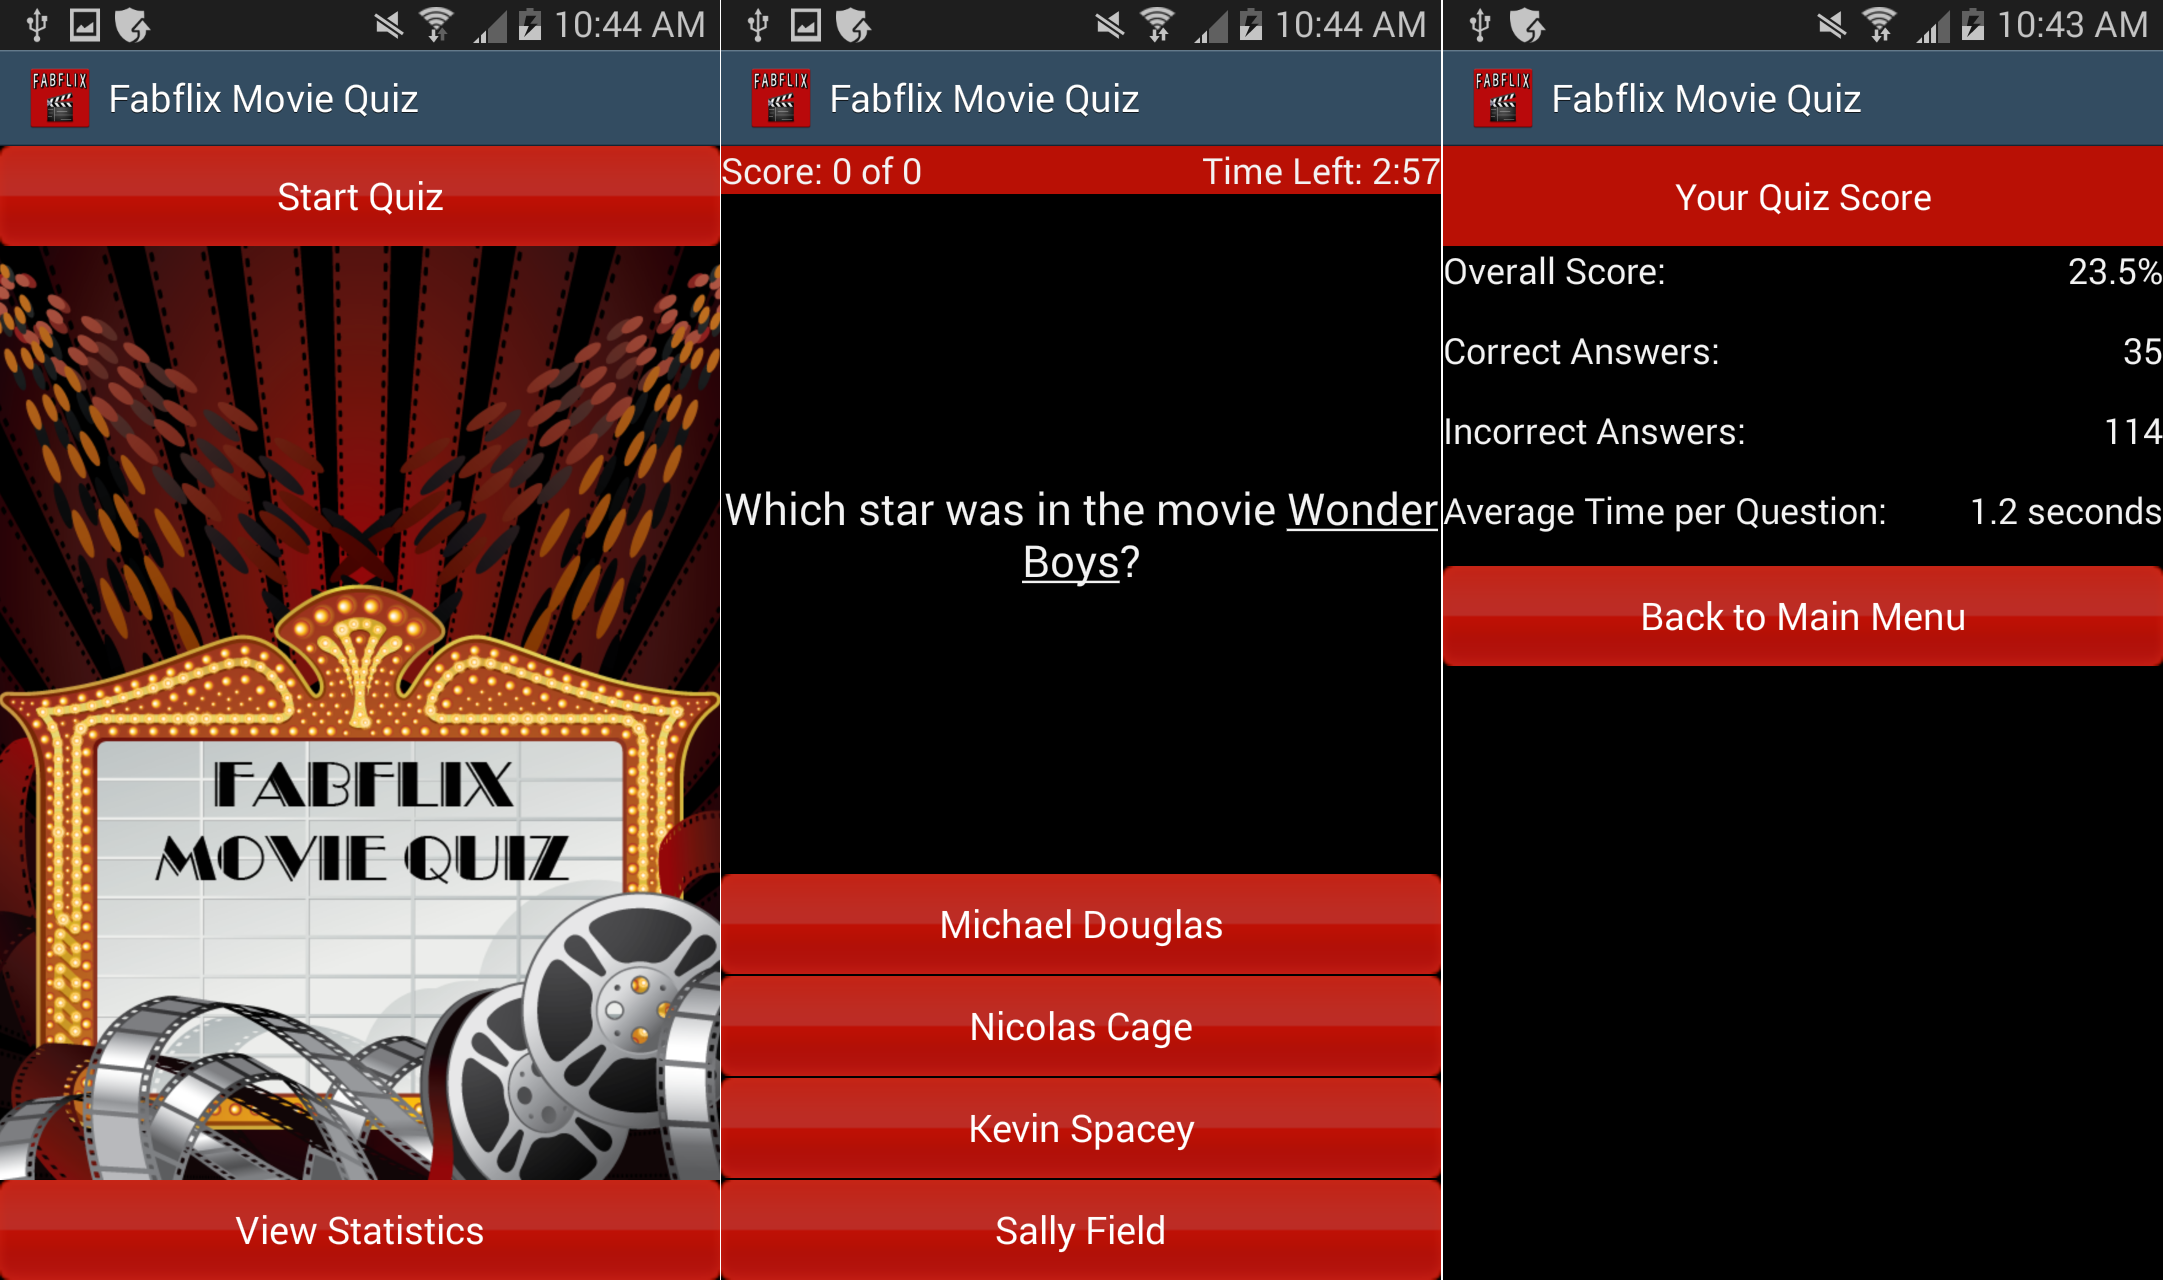 10:44 AM
FABFLIX
Fabflix Movie Quiz
Start Quiz
FABFLIX
MOVIE QUIZ
View Statistics
10:44 AM
FABFLIX
Fabflix Movie Quiz
Score: 0 of 0
Time Left: 2:57
Which star was in the movie Wonder
Boys?
Michael Douglas
Nicolas Cage
Kevin Spacey
Sally Field
10:43 AM
FABFLIX
Fabflix Movie Quiz
Your Quiz Score
Overall Score: 23.5%
Correct Answers: 35
Incorrect Answers: 114
Average Time per Question: 1.2 seconds
Back to Main Menu